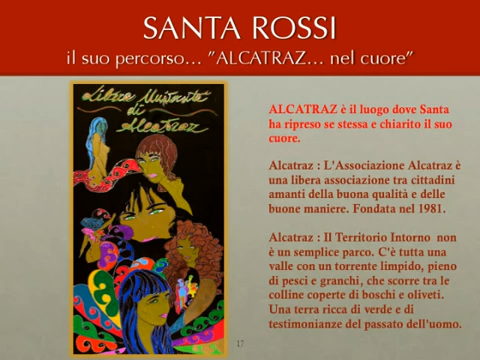 SANTA ROSSI
il suo percorso... "ALCATRAZ... nel cuore"
Libera Università
di
Alcatraz
ALCATRAZ è il luogo dove Santa
ha ripreso se stessa e chiarito il suo
cuore.
Alcatraz : L'Associazione Alcatraz è
una libera associazione tra cittadini
amanti della buona qualità e delle
buone maniere. Fondata nel 1981.
Alcatraz : Il Territorio Intorno non
è un semplice parco. C'è tutta una
valle con un torrente limpido, pieno
di pesci e granchi, che scorre tra le
colline coperte di boschi e oliveti.
Una terra ricca di verde e di
testimonianze del passato dell'uomo.
17